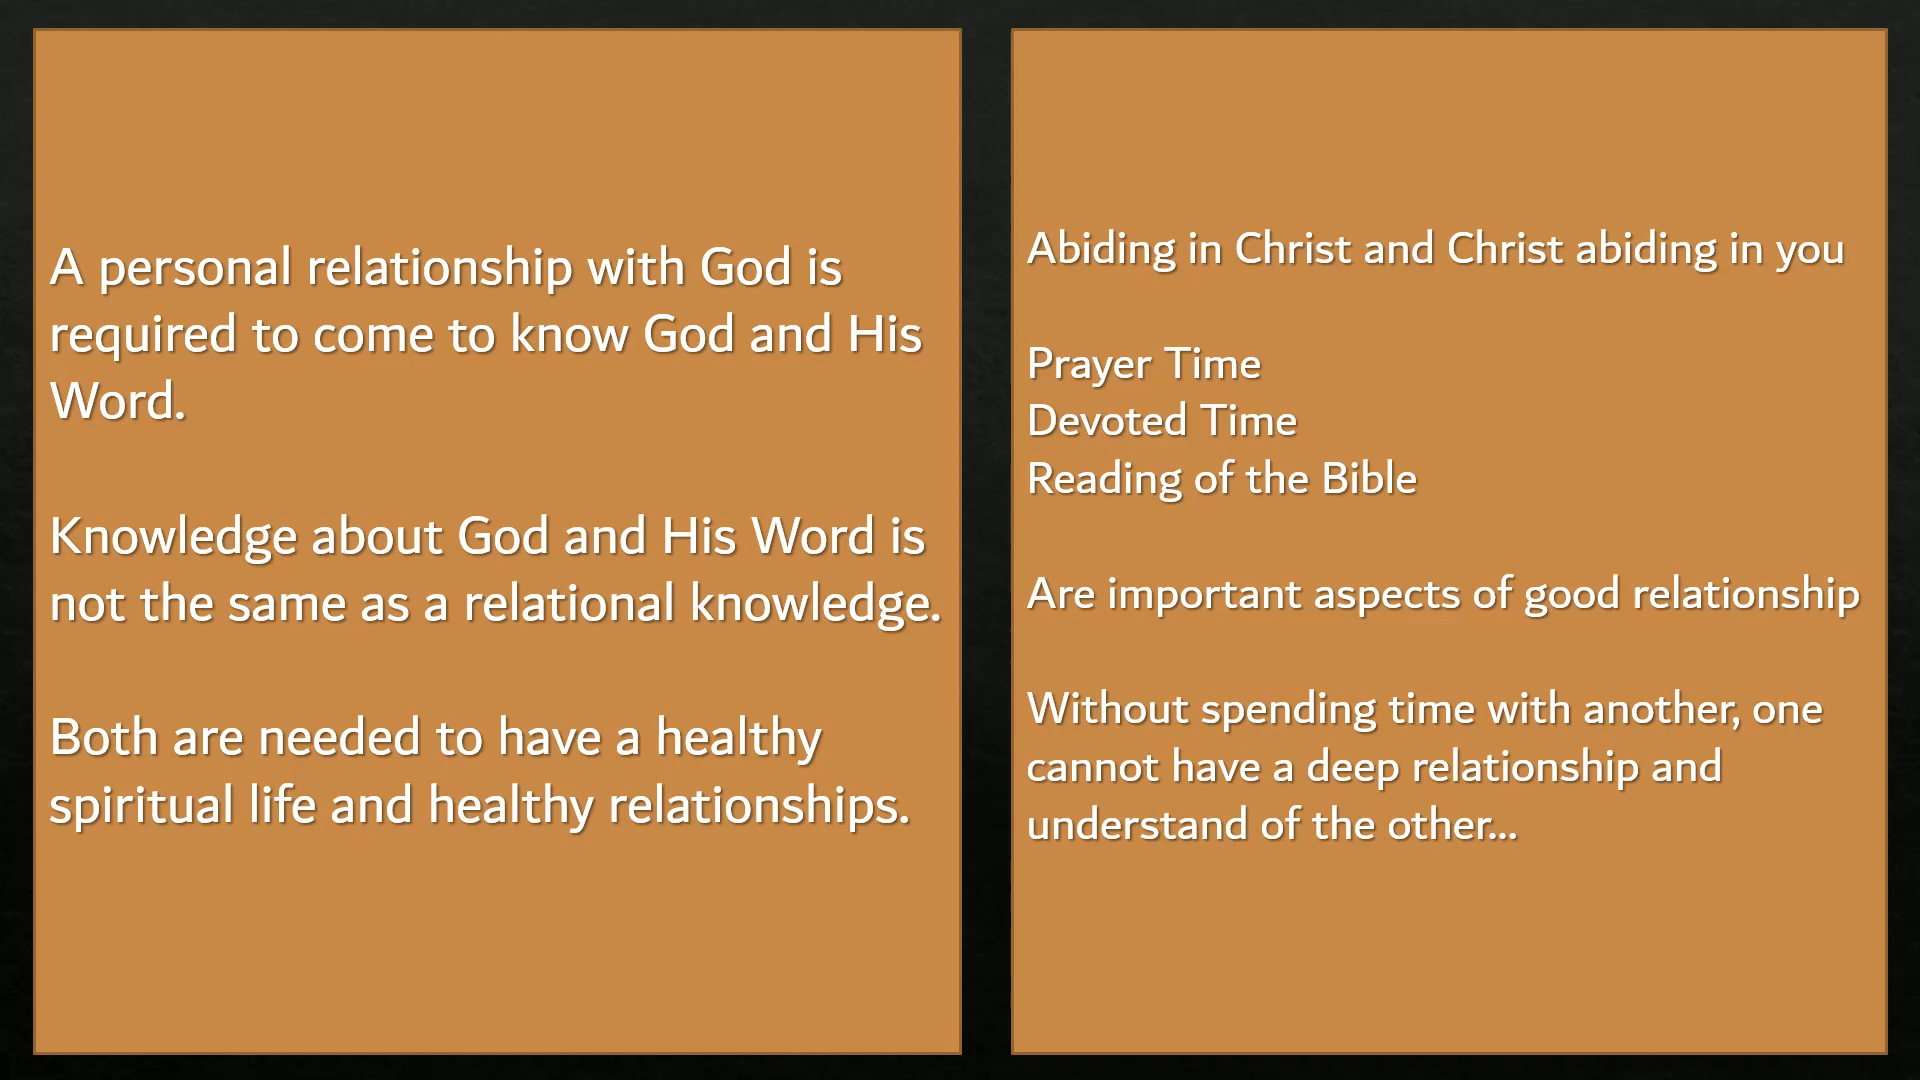 A personal relationship with God is
required to come to know God and His
Word.
Knowledge about God and His Word is
not the same as a relational knowledge.
Both are needed to have a healthy
spiritual life and healthy relationships.
Abiding in Christ and Christ abiding in you
Prayer Time
Devoted Time
Reading of the Bible
Are important aspects of good relationship
Without spending time with another, one
cannot have a deep relationship and
understand of the other...